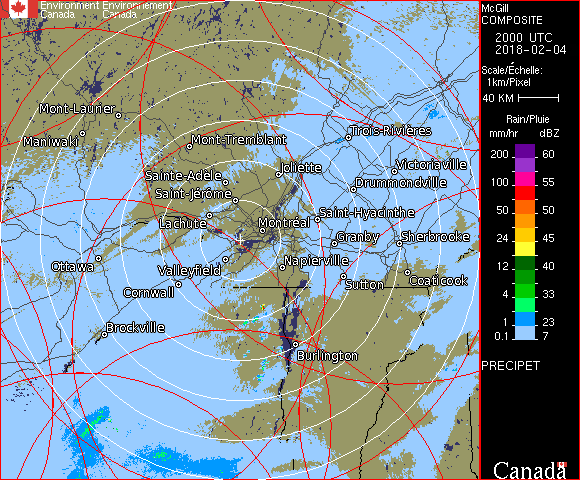 Environment Environnement
Canada Canada
McGill
COMPOSITE
2000 UTC
2018-02-04
Scale/Échelle:
1km/Pixel
40 KM
Rain/Pluie
mm/hr dBZ
200 60
100 55
50 50
24 45
12 40
4 33
1 23
0.1 7
PRECIPET
Canada
Mont-Laurier
Maniwaki
Mont-Tremblant
Trois-Rivières
Sainte-Adèle
Joliette
Victoriaville
Saint-Jérôme
Drummondville
Lachute
Montréal
Saint-Hyacinthe
Granby
Sherbrooke
Ottawa
Valleyfield
Napierville
Cornwall
Sutton
Coaticook
Brockville
Burlington